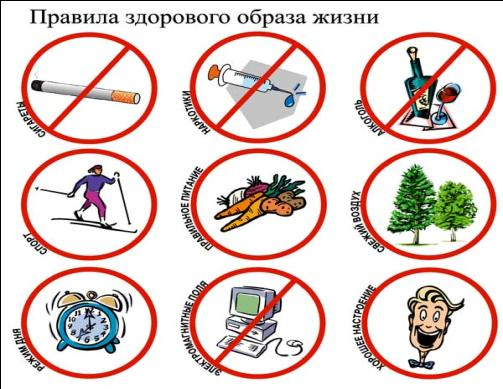 Правила здорового образа жизни
СИГАРЕТЫ
НАРКОТИКИ
АЛКОГОЛЬ
СПОРТ
ПРАВИЛЬНОЕ ПИТАНИЕ
СВЕЖИЙ ВОЗДУХ
РЕЖИМ ДНЯ
ЭЛЕКТРОМАГНИТНЫЕ ПОЛЯ
ХОРОШЕЕ НАСТРОЕНИЕ